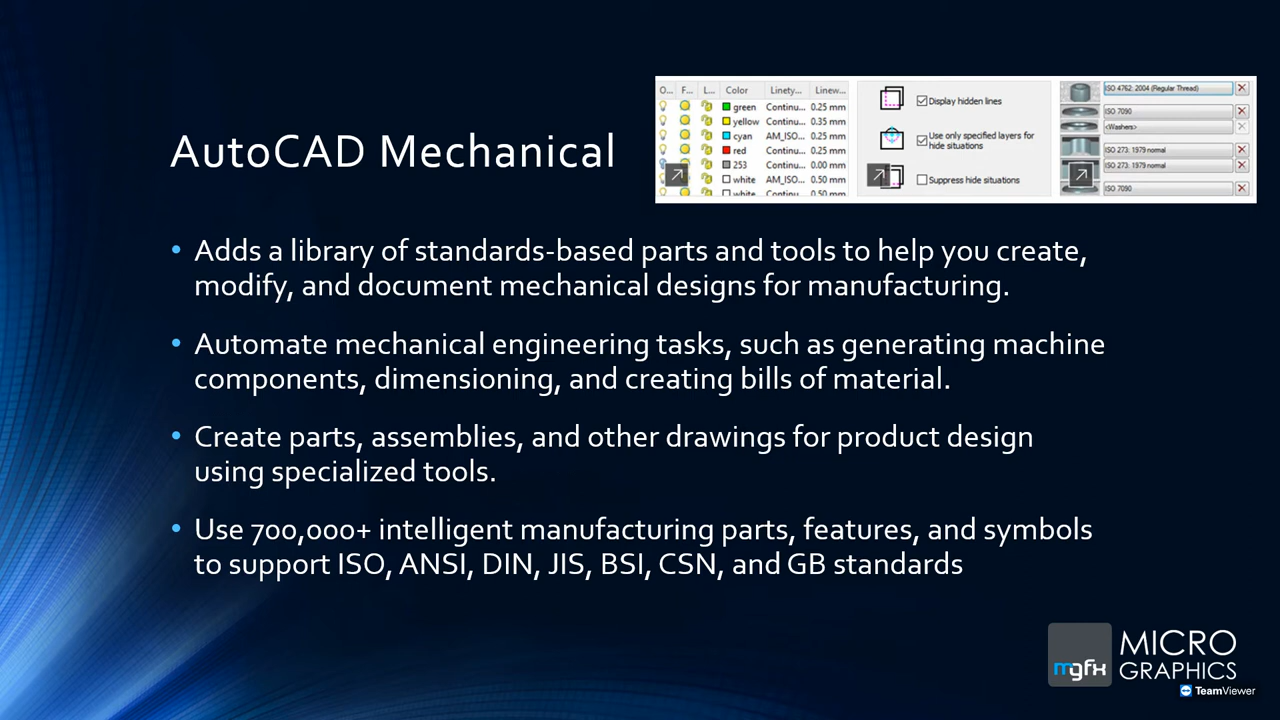 O... F... L... Color Linety... Linew...
green Continu... 0.25 mm
yellow Continu... 0.35 mm
cyan AM_ISO... 0.25 mm
red Continu... 0.25 mm
253 Continu... 0.00 mm
white AM_ISO... 0.50 mm
white Continu... 0.50 mm
Display hidden lines
Use only specified layers for
hide situations
Suppress hide situations
ISO 4762: 2004 (Regular Thread)
ISO 7090
<Washers>
ISO 273: 1979 normal
ISO 273: 1979 normal
ISO 7090
AutoCAD Mechanical
• Adds a library of standards-based parts and tools to help you create,
modify, and document mechanical designs for manufacturing.
• Automate mechanical engineering tasks, such as generating machine
components, dimensioning, and creating bills of material.
• Create parts, assemblies, and other drawings for product design
using specialized tools.
• Use 700,000+ intelligent manufacturing parts, features, and symbols
to support ISO, ANSI, DIN, JIS, BSI, CSN, and GB standards
mgfx
MICRO
GRAPHICS
TeamViewer